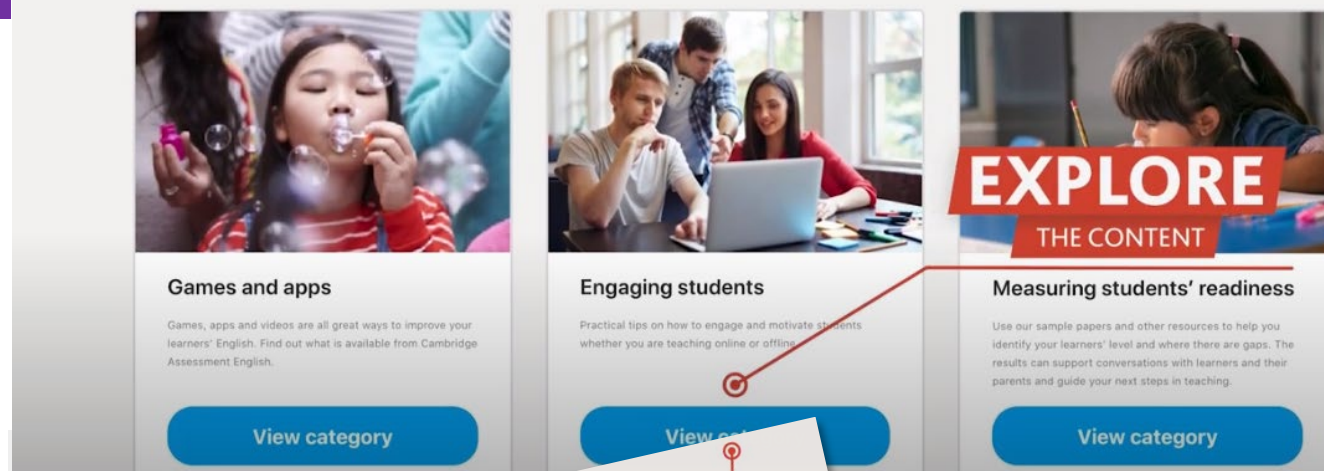 EXPLORE
THE CONTENT
Games and apps
Games, apps and videos are all great ways to improve your
learners' English. Find out what is available from Cambridge
Assessment English.
View category
Engaging students
Practical tips on how to engage and motivate students
whether you are teaching online or offline.
View
Measuring students' readiness
Use our sample papers and other resources to help you
identify your learners' level and where there are gaps. The
results can support conversations with learners and their
parents and guide your next steps in teaching.
View category